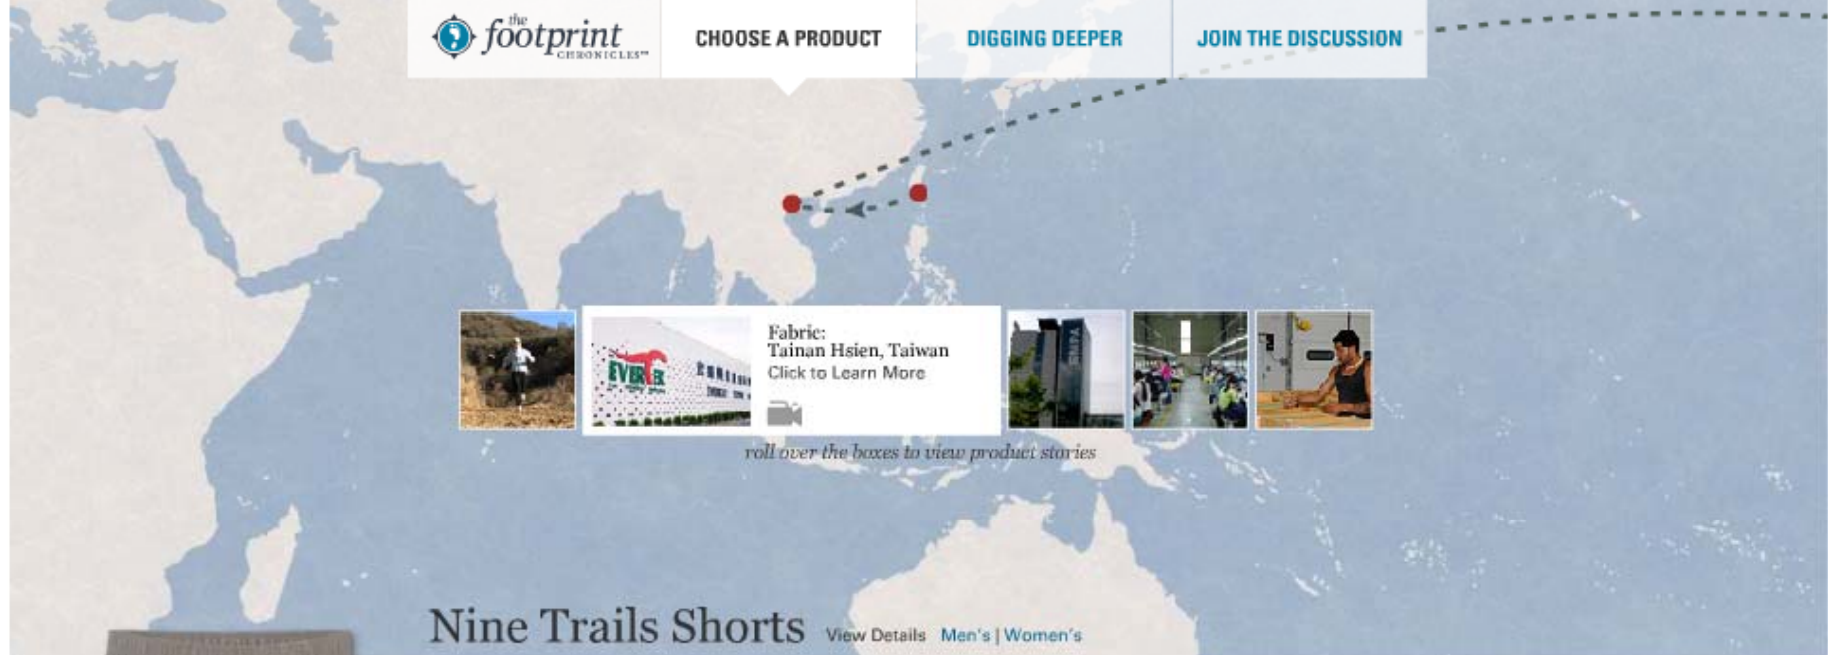 the
footprint
CHRONICLES™
CHOOSE A PRODUCT
DIGGING DEEPER
JOIN THE DISCUSSION
Fabric:
Tainan Hsien, Taiwan
Click to Learn More
roll over the boxes to view product stories
Nine Trails Shorts
View Details Men's | Women's